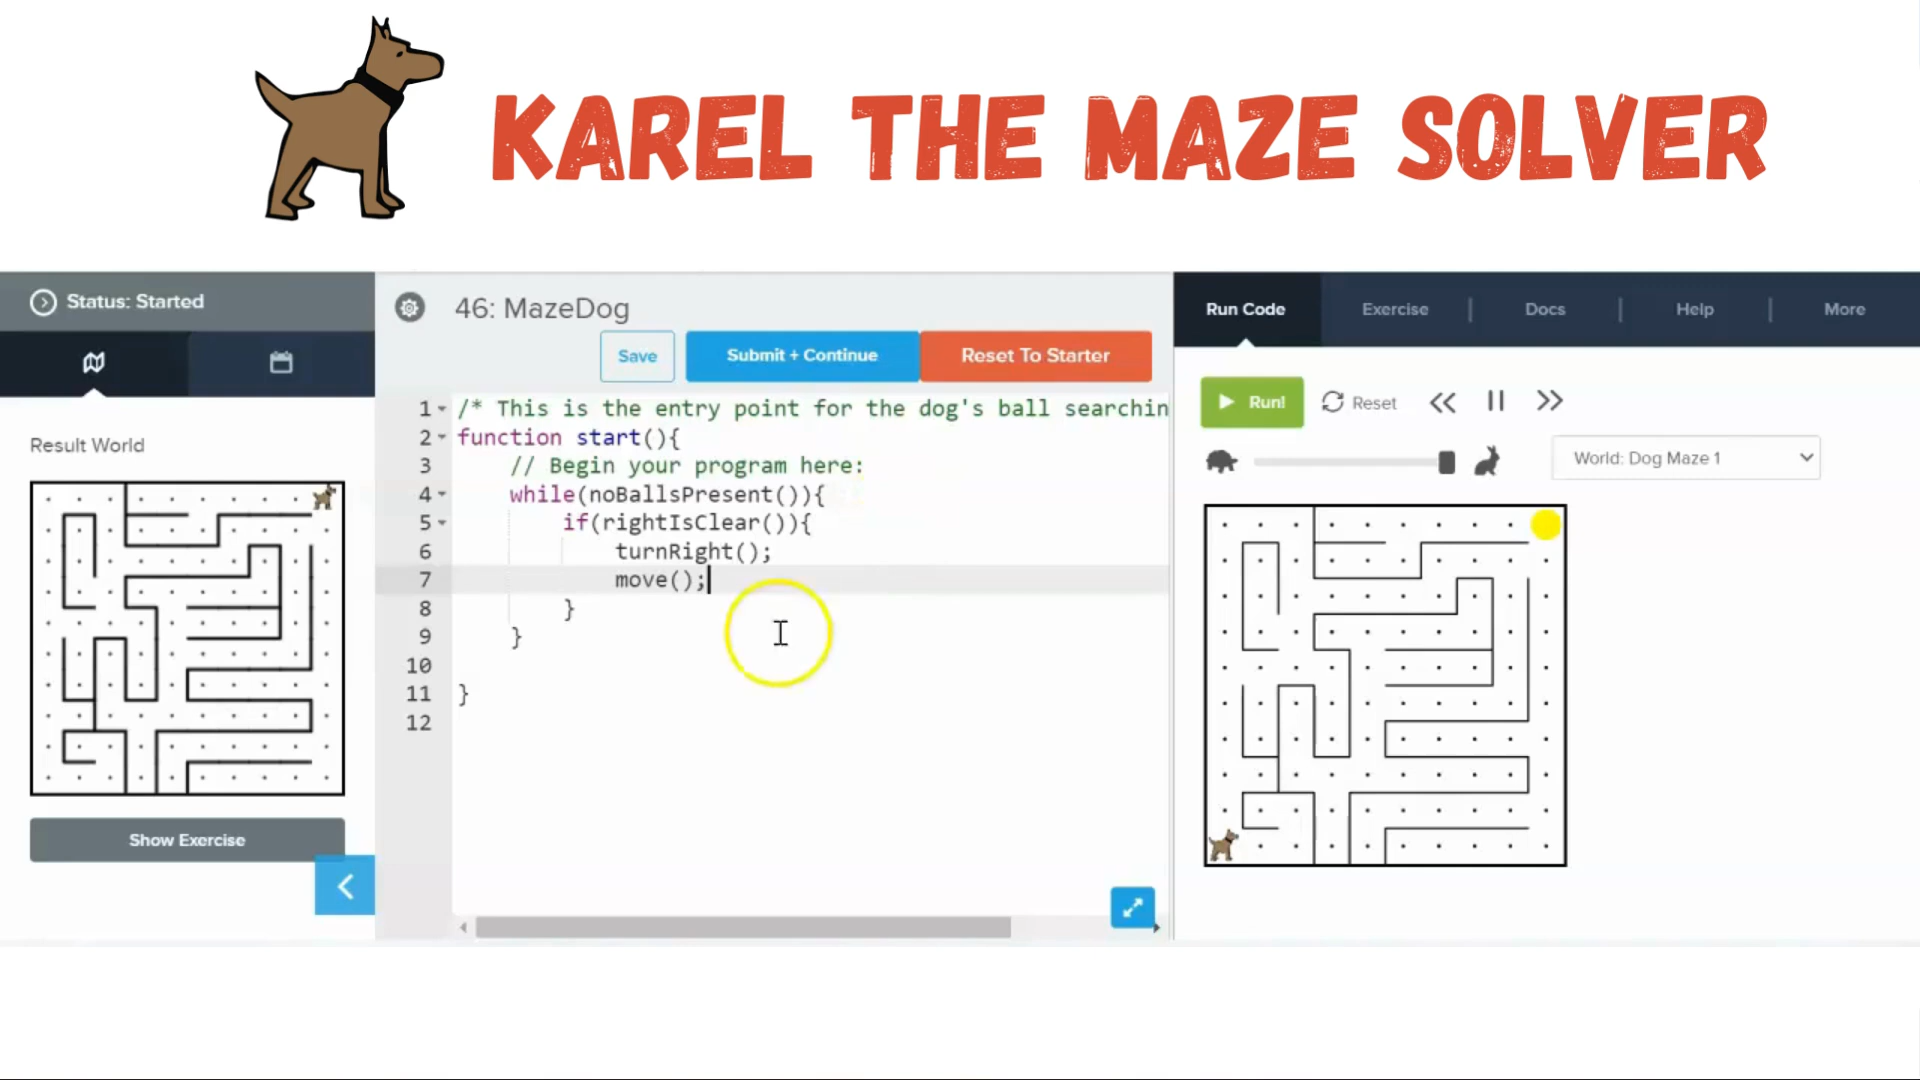 KAREL THE MAZE SOLVER
Status: Started
Result World
Show Exercise
46: MazeDog
Save
Submit + Continue
Reset To Starter
1 /* This is the entry point for the dog's ball searchin
2 function start(){
3 // Begin your program here:
4 while(noBallsPresent()){
5 if(rightIsClear()){
6 turnRight();
7 move();
8 }
9 }
10
11 }
12
Run Code
Exercise
Docs
Help
More
Run!
Reset
World: Dog Maze 1